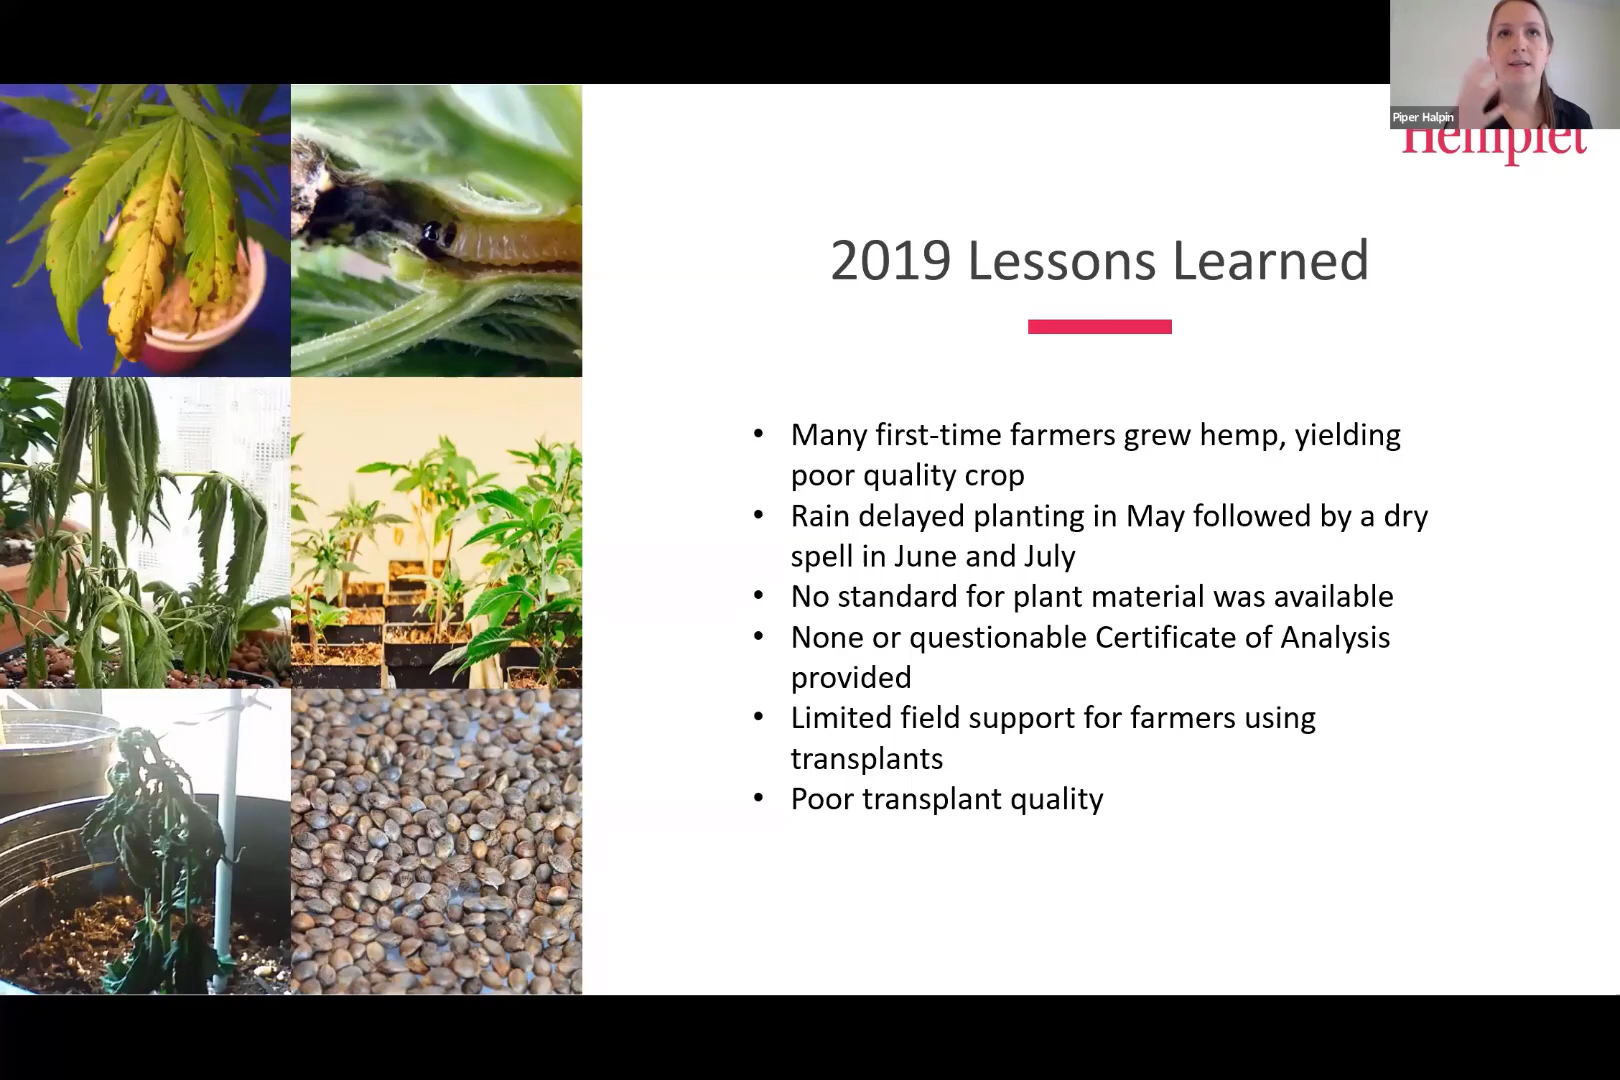 Piper Halpin
Hemplet
2019 Lessons Learned
• Many first-time farmers grew hemp, yielding
poor quality crop
• Rain delayed planting in May followed by a dry
spell in June and July
• No standard for plant material was available
• None or questionable Certificate of Analysis
provided
• Limited field support for farmers using
transplants
• Poor transplant quality